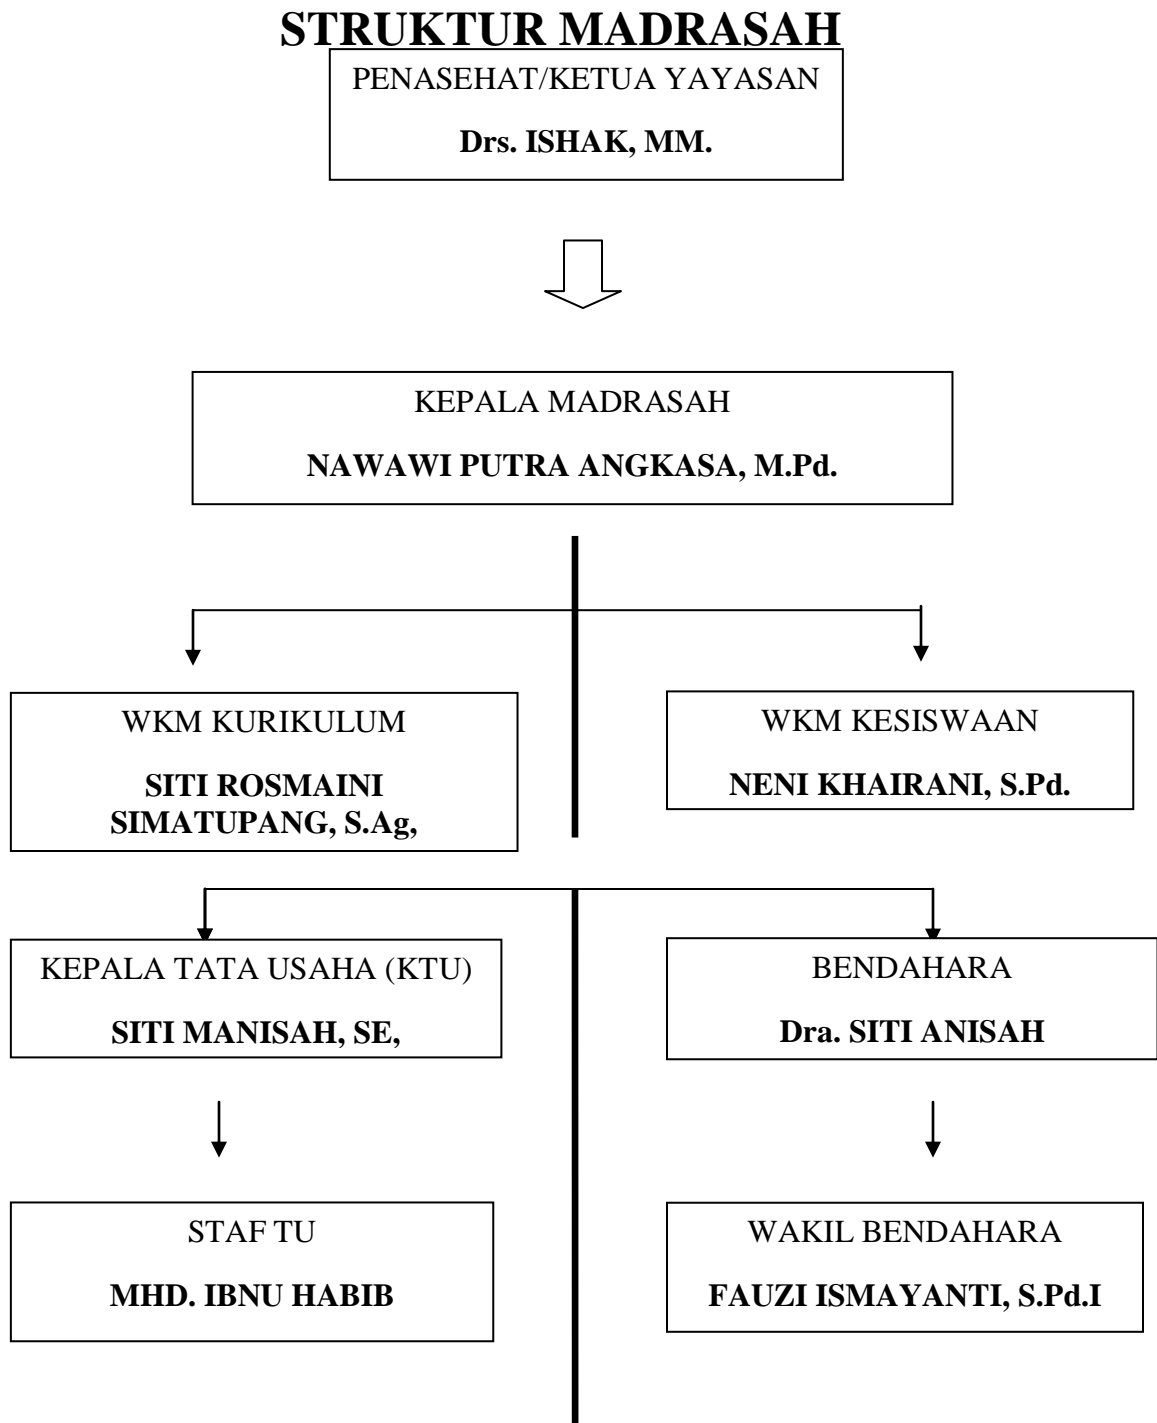 STRUKTUR MADRASAH
PENASEHAT/KETUA YAYASAN
Drs. ISHAK, MM.
KEPALA MADRASAH
NAWAWI PUTRA ANGKASA, M.Pd.
WKM KURIKULUM
SITI ROSMAINI
SIMATUPANG, S.Ag,
WKM KESISWAAN
NENI KHAIRANI, S.Pd.
KEPALA TATA USAHA (KTU)
SITI MANISAH, SE,
BENDAHARA
Dra. SITI ANISAH
STAF TU
MHD. IBNU HABIB
WAKIL BENDAHARA
FAUZI ISMAYANTI, S.Pd.I